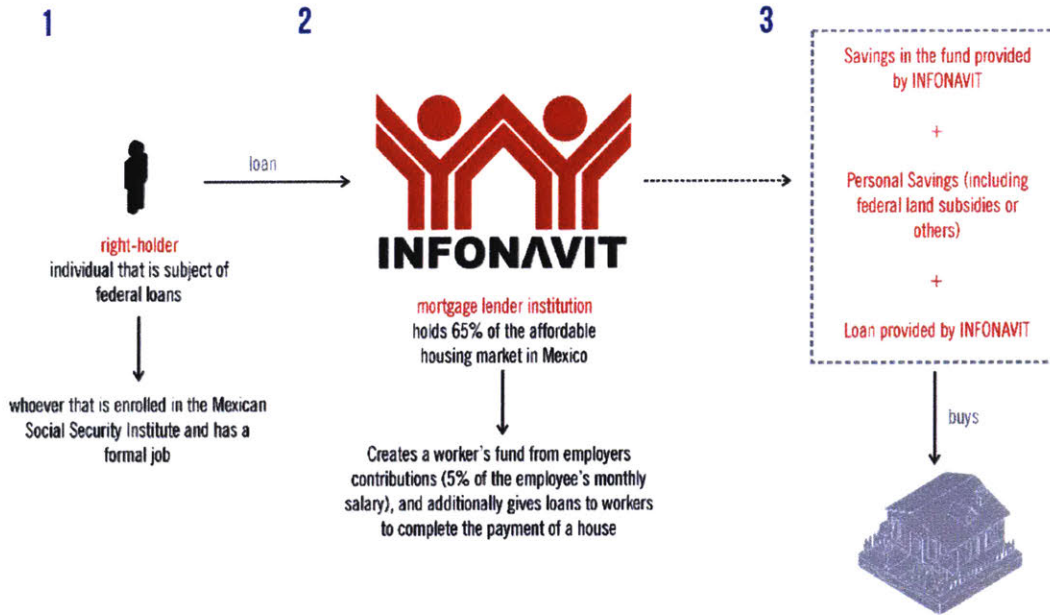 1
right-holder
individual that is subject of
federal loans
whoever that is enrolled in the Mexican
Social Security Institute and has a
formal job
loan
2
INFONAVIT
mortgage lender institution
holds 65% of the affordable
housing market in Mexico
Creates a worker's fund from employers
contributions (5% of the employee's monthly
salary), and additionally gives loans to workers
to complete the payment of a house
3
Savings in the fund provided
by INFONAVIT
+
Personal Savings (including
federal land subsidies or
others)
+
Loan provided by INFONAVIT
buys